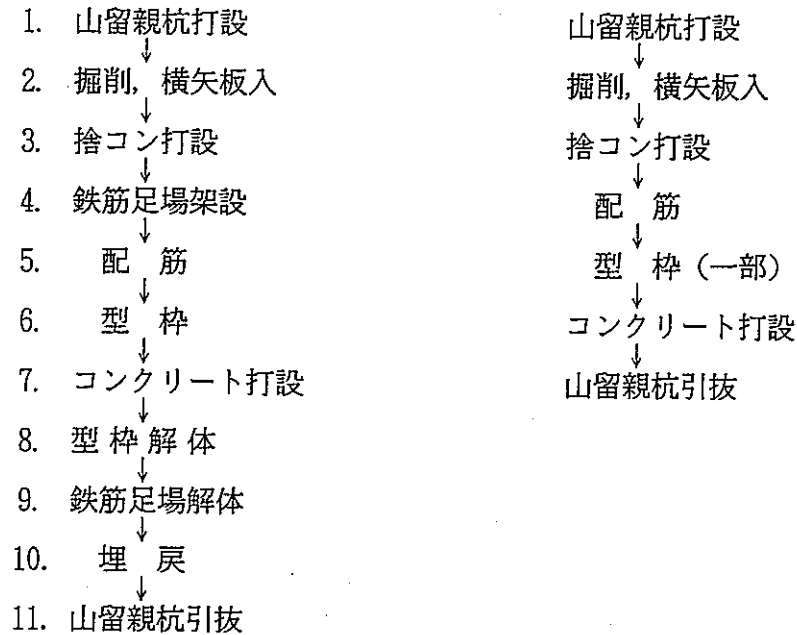 1. 山留親杭打設
↓
2. 掘削，横矢板入
↓
3. 捨コン打設
↓
4. 鉄筋足場架設
↓
5. 配 筋
↓
6. 型 枠
↓
7. コンクリート打設
↓
8. 型枠解体
↓
9. 鉄筋足場解体
↓
10. 埋 戻
↓
11. 山留親杭引抜
山留親杭打設
↓
掘削，横矢板入
↓
捨コン打設
↓
配 筋
↓
型 枠（一部）
↓
コンクリート打設
↓
山留親杭引抜